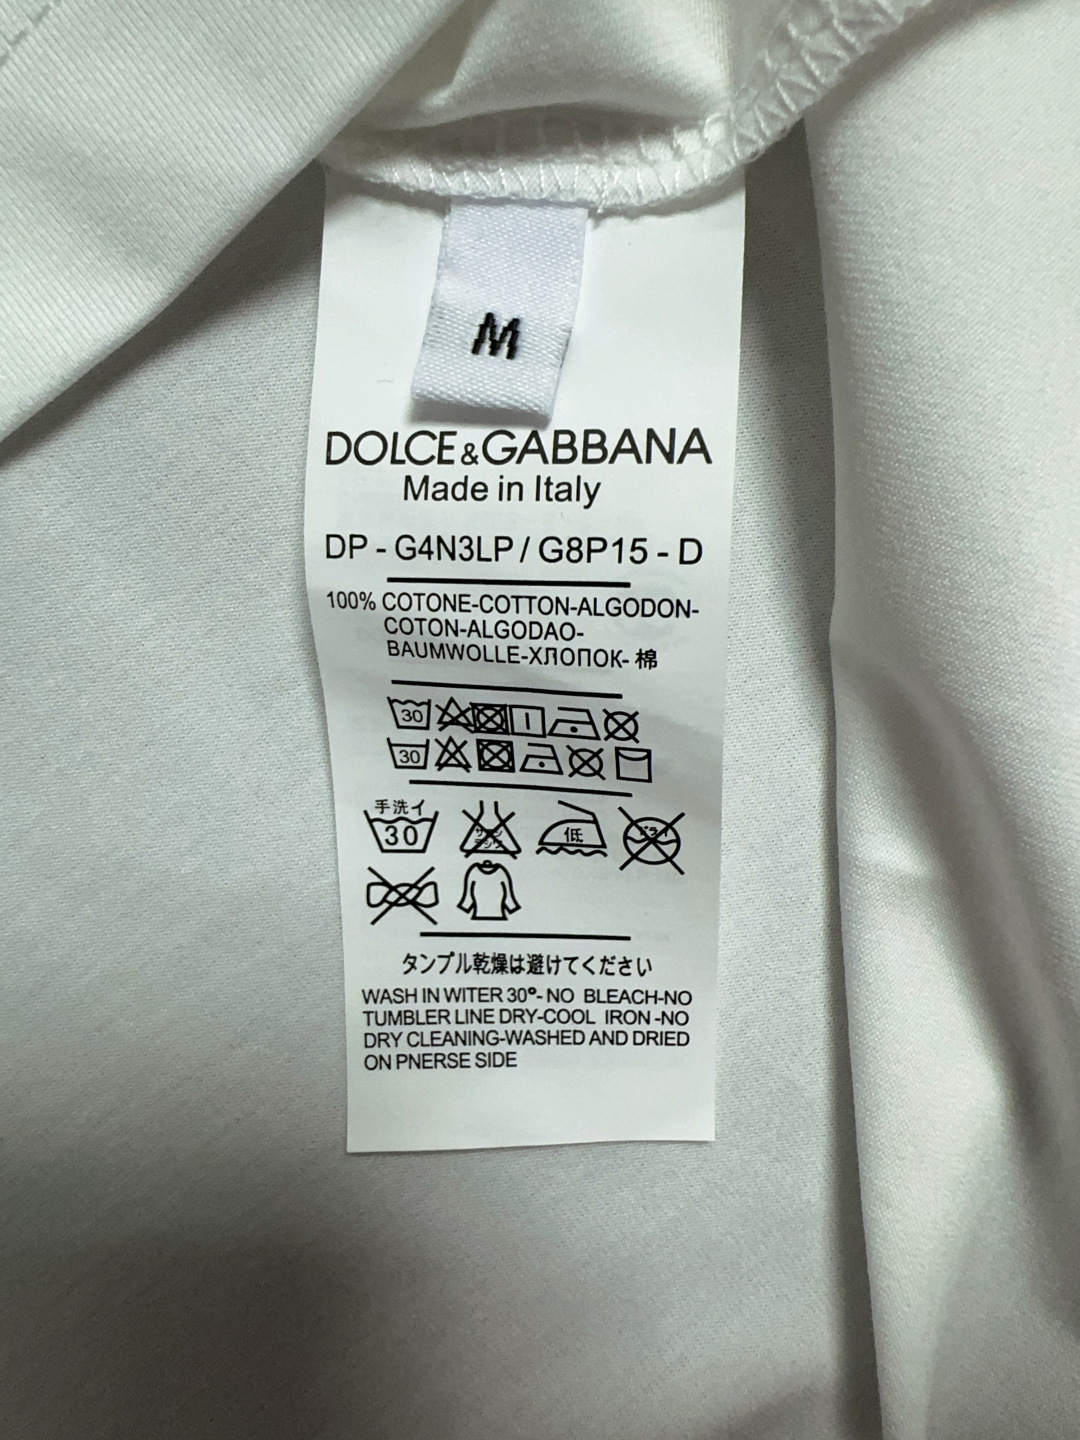 M
DOLCE&GABBANA
Made in Italy
DP - G4N3LP / G8P15 - D
100% COTONE-COTTON-ALGODON-
COTON-ALGODAO-
BAUMWOLLE-ХЛОПОК- 棉
30
30
手洗イ
30
低
タンプル乾燥は避けてください
WASH IN WITER 30°- NO BLEACH-NO
TUMBLER LINE DRY-COOL IRON -NO
DRY CLEANING-WASHED AND DRIED
ON PNERSE SIDE